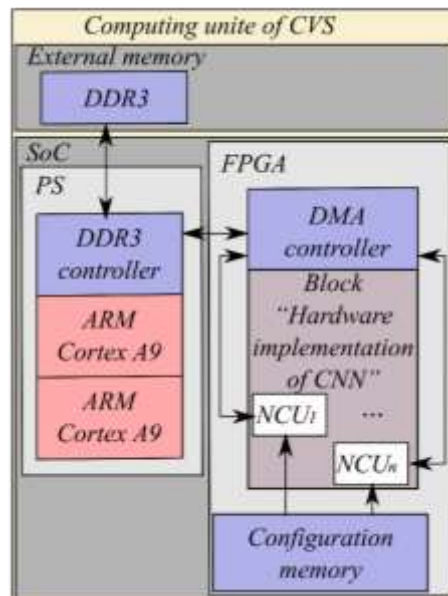 Computing unite of CVS
External memory
DDR3
SoC
PS
FPGA
DDR3
controller
DMA
controller
ARM
Cortex A9
ARM
Cortex A9
Block
“Hardware
implementation
of CNN”
NCU₁
...
NCUₙ
Configuration
memory